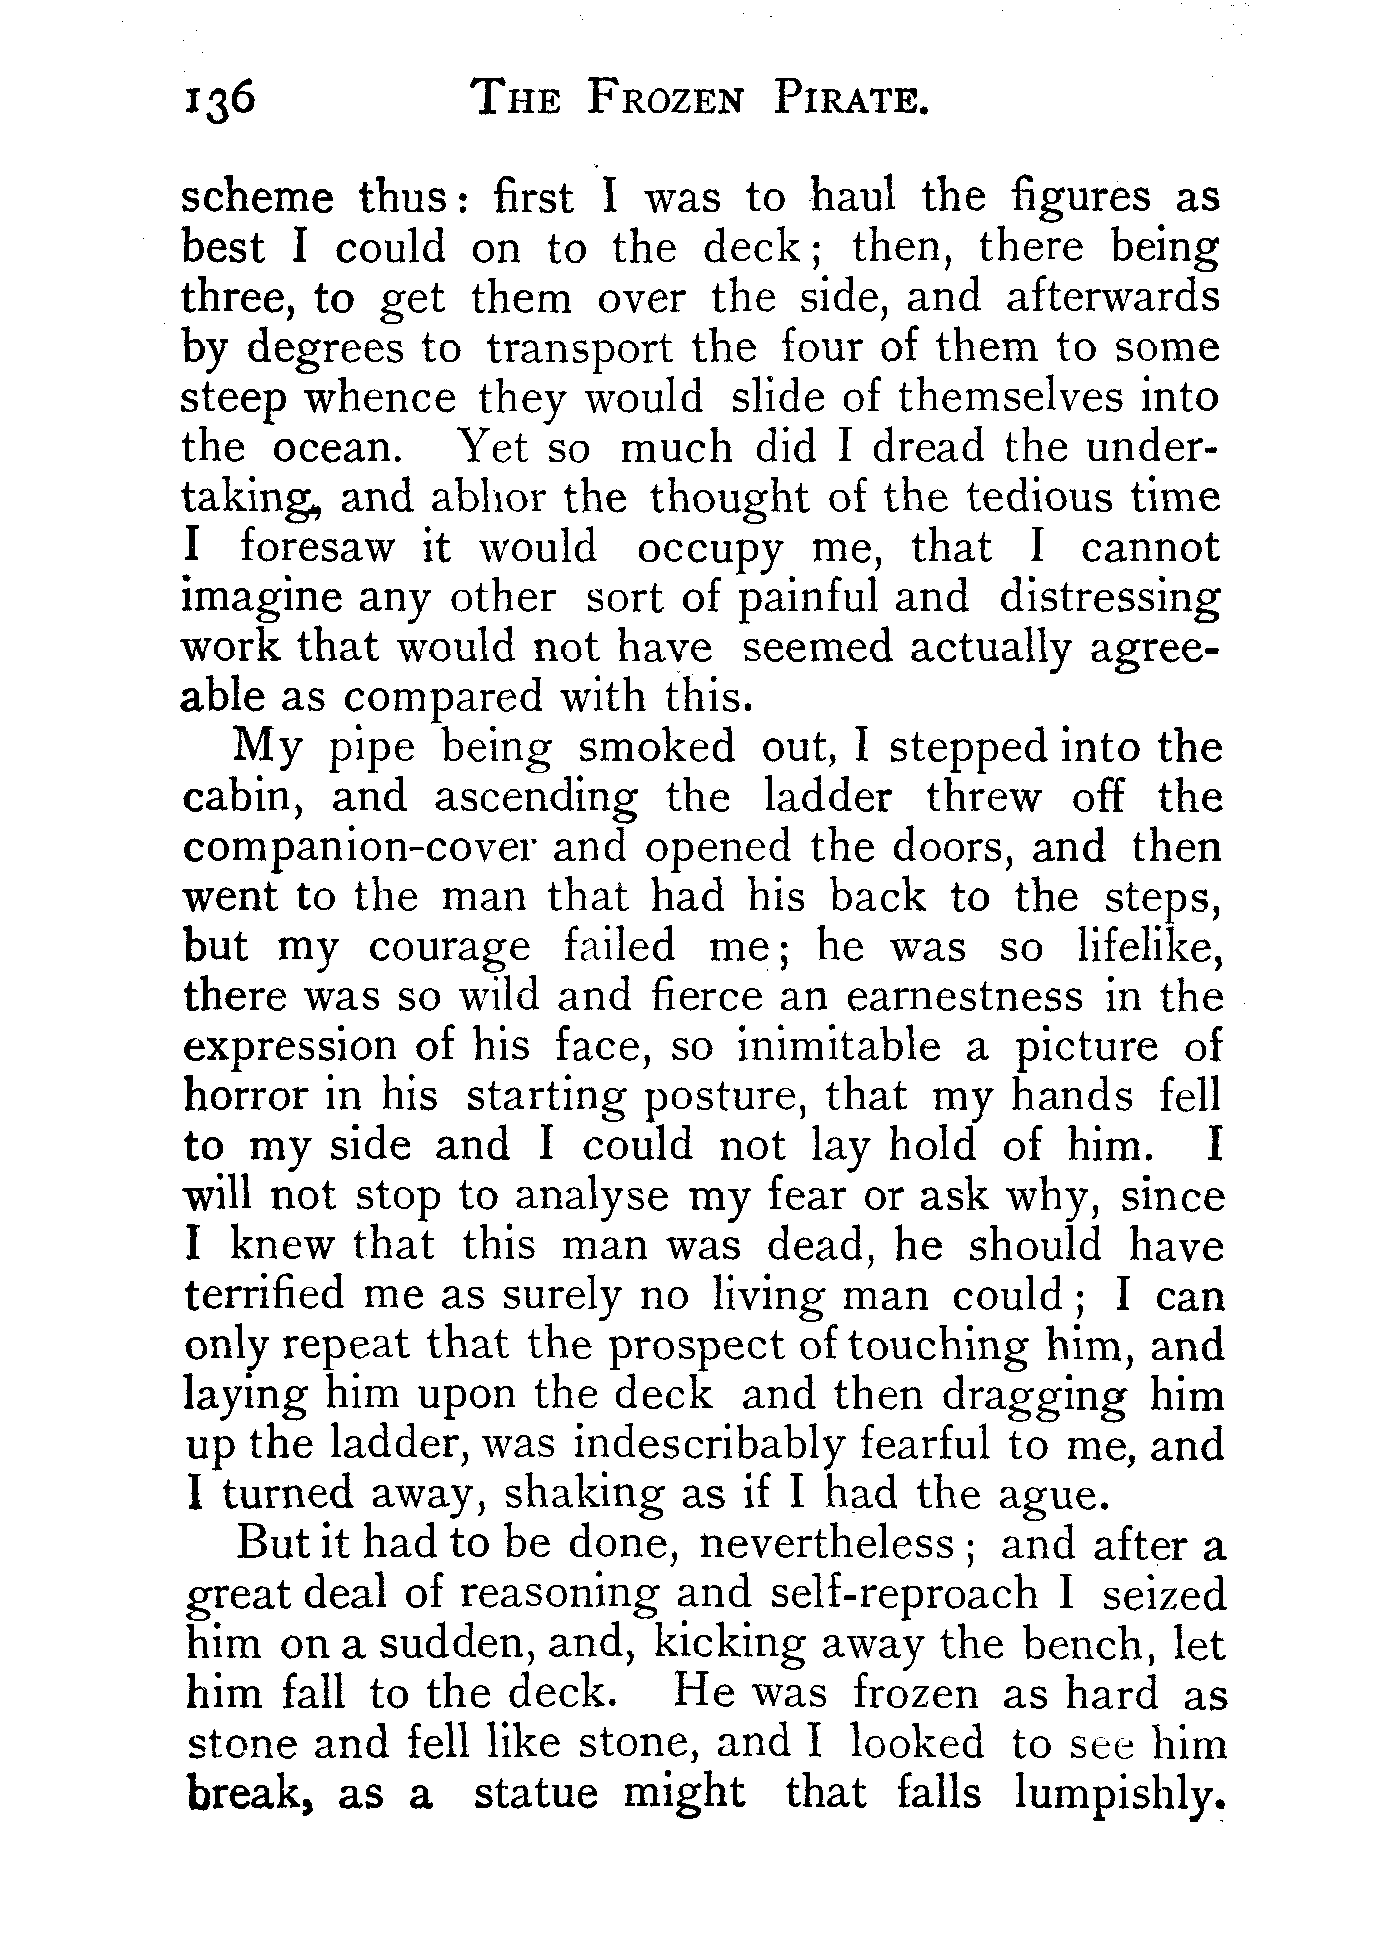 136 THE FROZEN PIRATE.
scheme thus: first I was to haul the figures as
best I could on to the deck; then, there being
three, to get them over the side, and afterwards
by degrees to transport the four of them to some
steep whence they would slide of themselves into
the ocean. Yet so much did I dread the under-
taking, and abhor the thought of the tedious time
I foresaw it would occupy me, that I cannot
imagine any other sort of painful and distressing
work that would not have seemed actually agree-
able as compared with this.
My pipe being smoked out, I stepped into the
cabin, and ascending the ladder threw off the
companion-cover and opened the doors, and then
went to the man that had his back to the steps,
but my courage failed me; he was so lifelike,
there was so wild and fierce an earnestness in the
expression of his face, so inimitable a picture of
horror in his starting posture, that my hands fell
to my side and I could not lay hold of him. I
will not stop to analyse my fear or ask why, since
I knew that this man was dead, he should have
terrified me as surely no living man could; I can
only repeat that the prospect of touching him, and
laying him upon the deck and then dragging him
up the ladder, was indescribably fearful to me, and
I turned away, shaking as if I had the ague.
But it had to be done, nevertheless; and after a
great deal of reasoning and self-reproach I seized
him on a sudden, and, kicking away the bench, let
him fall to the deck. He was frozen as hard as
stone and fell like stone, and I looked to see him
break, as a statue might that falls lumpishly.